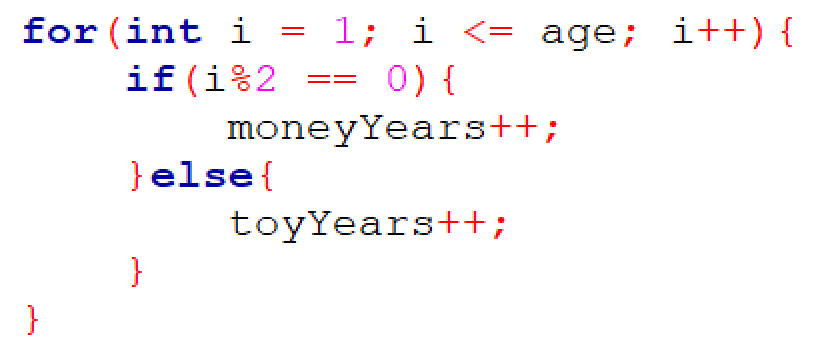 for(int i = 1; i <= age; i++){
    if(i%2 == 0){
        moneyYears++;
    }else{
        toyYears++;
    }
}